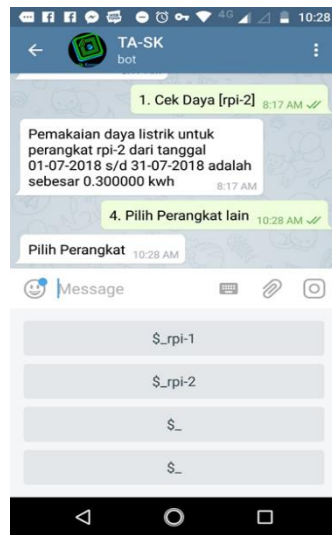 4G
10:28
TA-SK
bot
1. Cek Daya [rpi-2] 8:17 AM
Pemakaian daya listrik untuk
perangkat rpi-2 dari tanggal
01-07-2018 s/d 31-07-2018 adalah
sebesar 0.300000 kwh
8:17 AM
4. Pilih Perangkat lain 10:28 AM
Pilih Perangkat 10:28 AM
Message
$_rpi-1
$_rpi-2
$_
$_